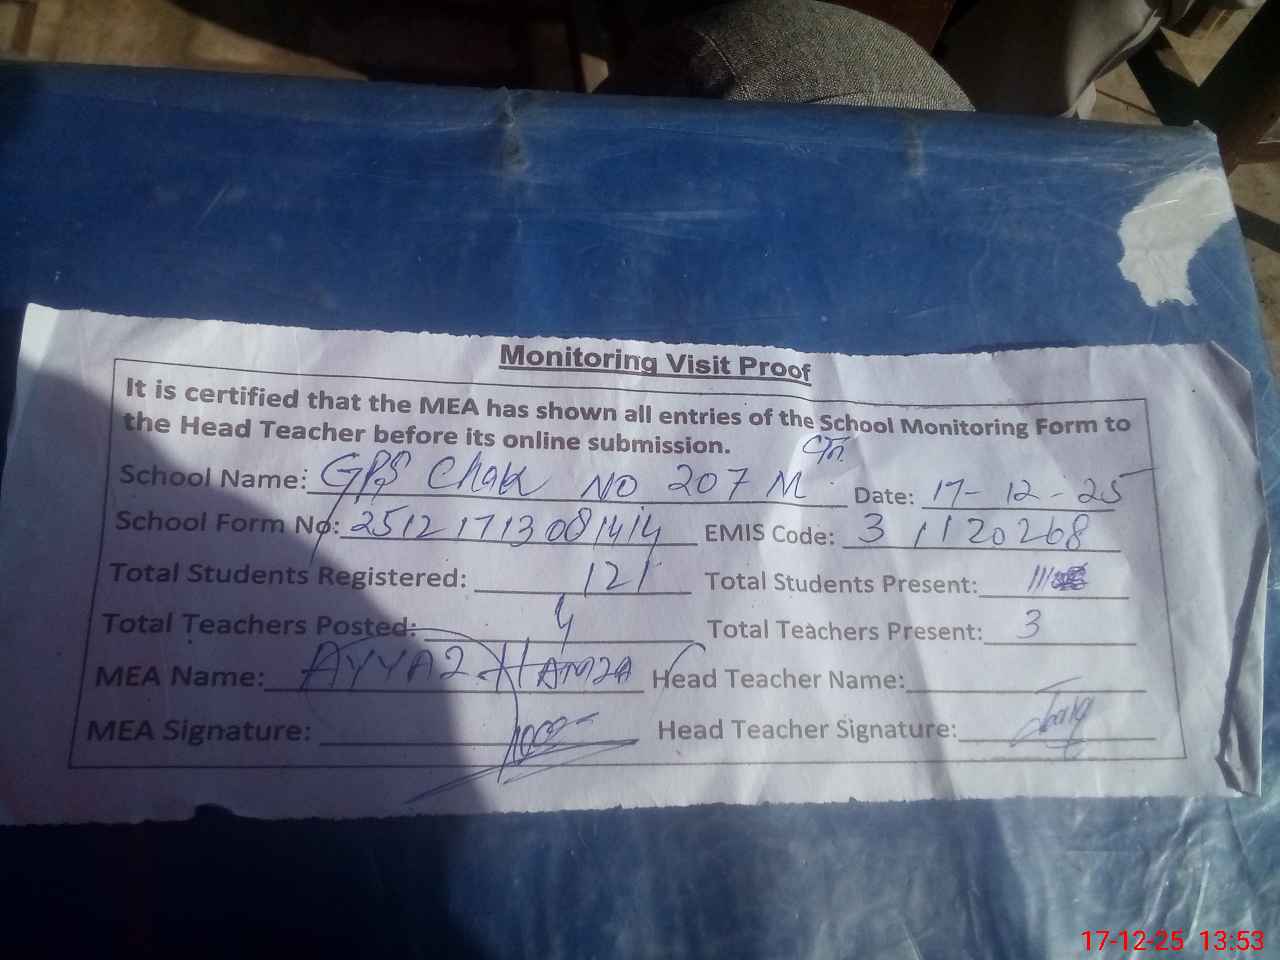 Monitoring Visit Proof
It is certified that the MEA has shown all entries of the School Monitoring Form to
the Head Teacher before its online submission.
School Name: GPS Chak NO 207 M Date: 17-12-25
School Form No: 25121713081414 EMIS Code: 31120268
Total Students Registered: 121 Total Students Present: 111
Total Teachers Posted: 4 Total Teachers Present: 3
MEA Name: AYYAZ HAMZA Head Teacher Name:
MEA Signature: Head Teacher Signature:
17-12-25 13:53